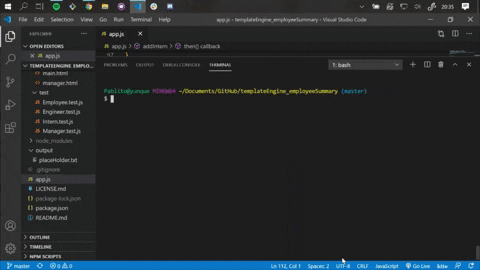 20:35
File Edit Selection View Go Run Terminal Help
app.js - templateEngine_employeeSummary - Visual Studio Code
EXPLORER
OPEN EDITORS
app.js
TEMPLATEENGINE_EMPLO...
main.html
manager.html
test
Employee.test.js
Engineer.test.js
Intern.test.js
Manager.test.js
node_modules
output
placeHolder.txt
.gitignore
app.js
LICENSE.md
package-lock.json
package.json
README.md
OUTLINE
TIMELINE
NPM SCRIPTS
app.js
app.js > addIntern > then() callback
97 }
PROBLEMS OUTPUT DEBUG CONSOLE TERMINAL 1: bash
Pablito@yunque MINGW64 ~/Documents/GitHub/templateEngine_employeeSummary (master)
$
master 0 0 Ln 112, Col 1 Spaces: 2 UTF-8 CRLF JavaScript Go Live